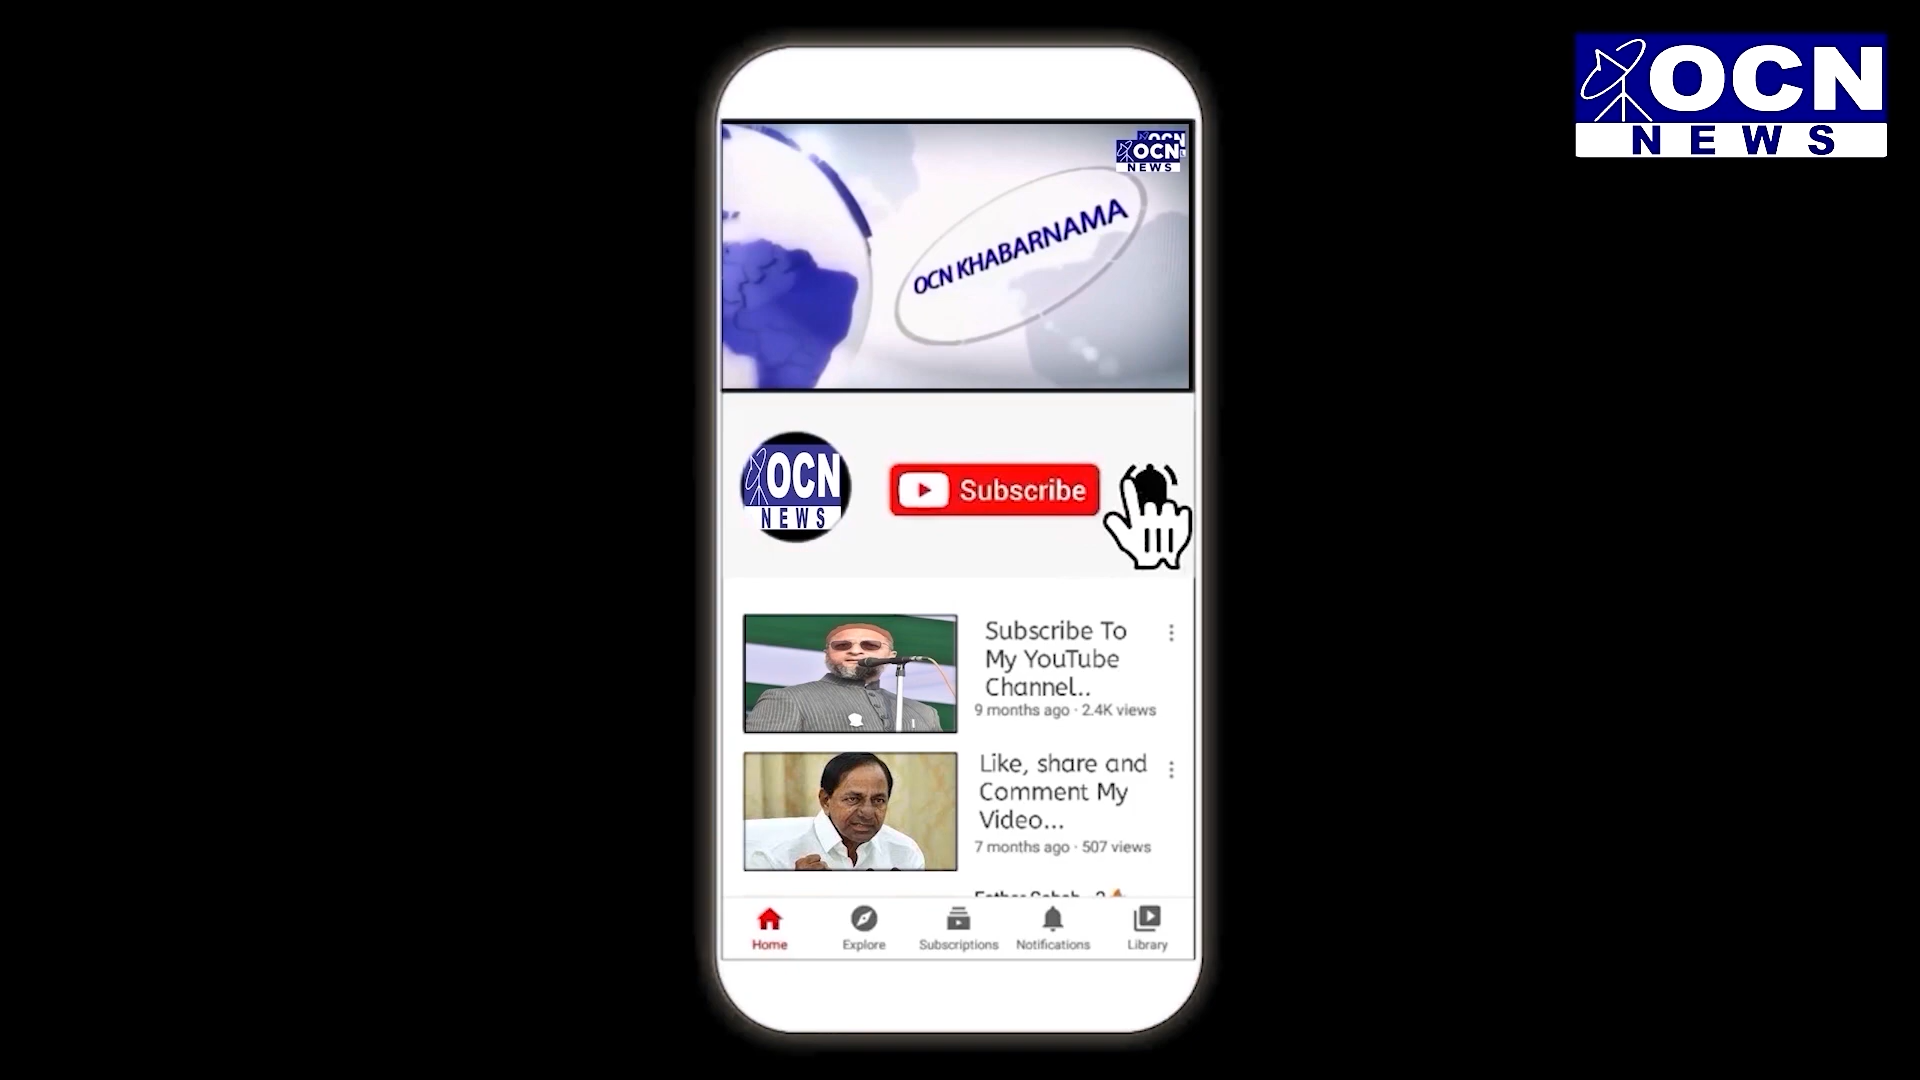 OCN
NEWS
OCN
NEWS
OCN KHABARNAMA
OCN
NEWS
Subscribe
Subscribe To
My YouTube
Channel..
9 months ago · 2.4K views
Like, share and
Comment My
Video...
7 months ago · 507 views
Home
Explore
Subscriptions
Notifications
Library